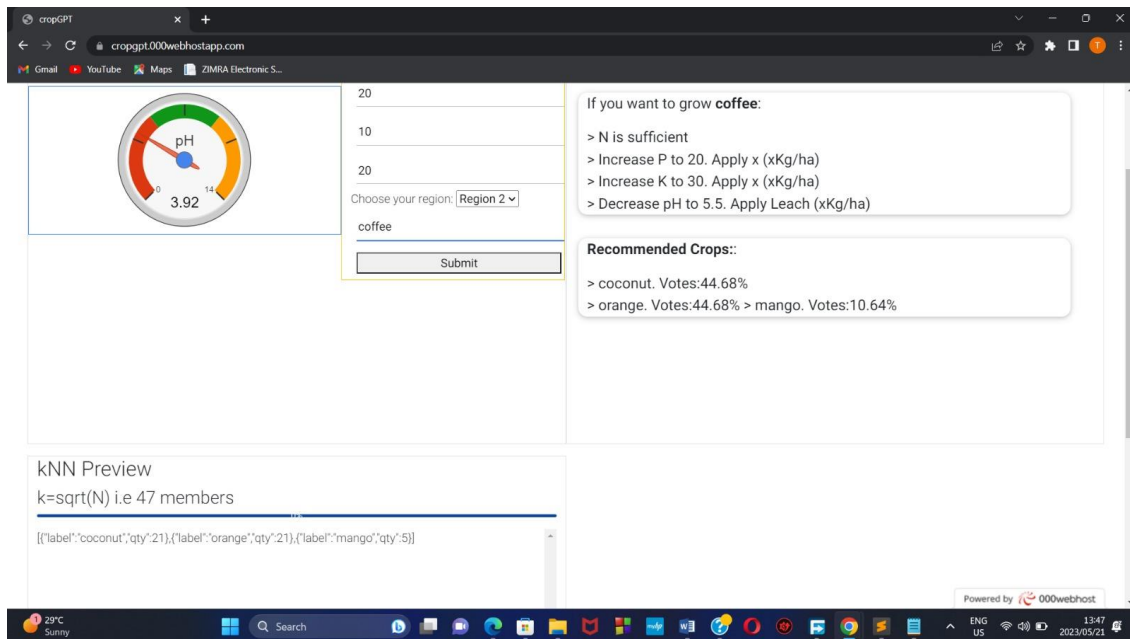 cropGPT
cropgpt.000webhostapp.com
Gmail YouTube Maps ZIMRA Electronic S...
pH
0 14
3.92
20
10
20
Choose your region: Region 2
coffee
Submit
If you want to grow coffee:
> N is sufficient
> Increase P to 20. Apply x (xKg/ha)
> Increase K to 30. Apply x (xKg/ha)
> Decrease pH to 5.5. Apply Leach (xKg/ha)
Recommended Crops::
> coconut. Votes:44.68%
> orange. Votes:44.68% > mango. Votes:10.64%
kNN Preview
k=sqrt(N) i.e 47 members
[{"label":"coconut","qty":21},{"label":"orange","qty":21},{"label":"mango","qty":5}]
Powered by 000webhost
1
29°C
Sunny
Search
ENG
US
13:47
2023/05/21